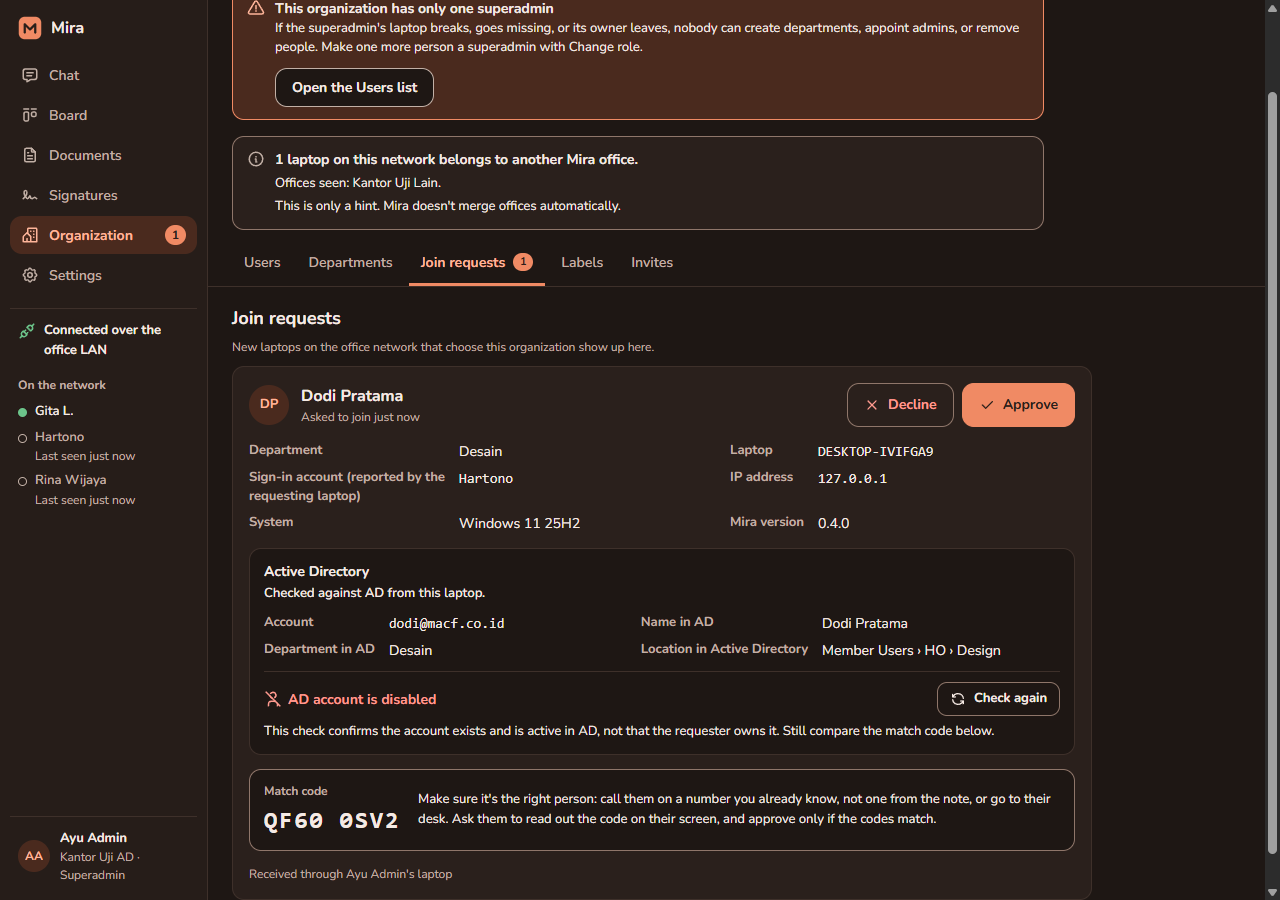 Mira
Chat
Board
Documents
Signatures
Organization 1
Settings
Connected over the
office LAN
On the network
Gita L.
Hartono
Last seen just now
Rina Wijaya
Last seen just now
AA
Ayu Admin
Kantor Uji AD ·
Superadmin
This organization has only one superadmin
If the superadmin's laptop breaks, goes missing, or its owner leaves, nobody can create departments, appoint admins, or remove
people. Make one more person a superadmin with Change role.
Open the Users list
1 laptop on this network belongs to another Mira office.
Offices seen: Kantor Uji Lain.
This is only a hint. Mira doesn't merge offices automatically.
Users Departments Join requests 1 Labels Invites
Join requests
New laptops on the office network that choose this organization show up here.
DP
Dodi Pratama
Asked to join just now
Decline
Approve
Department Desain
Laptop DESKTOP-IVIFGA9
Sign-in account (reported by the
requesting laptop)
Hartono
IP address 127.0.0.1
System Windows 11 25H2
Mira version 0.4.0
Active Directory
Checked against AD from this laptop.
Account dodi@macf.co.id
Name in AD Dodi Pratama
Department in AD Desain
Location in Active Directory Member Users › HO › Design
AD account is disabled
Check again
This check confirms the account exists and is active in AD, not that the requester owns it. Still compare the match code below.
Match code
QF60 0SV2
Make sure it's the right person: call them on a number you already know, not one from the note, or go to their
desk. Ask them to read out the code on their screen, and approve only if the codes match.
Received through Ayu Admin's laptop